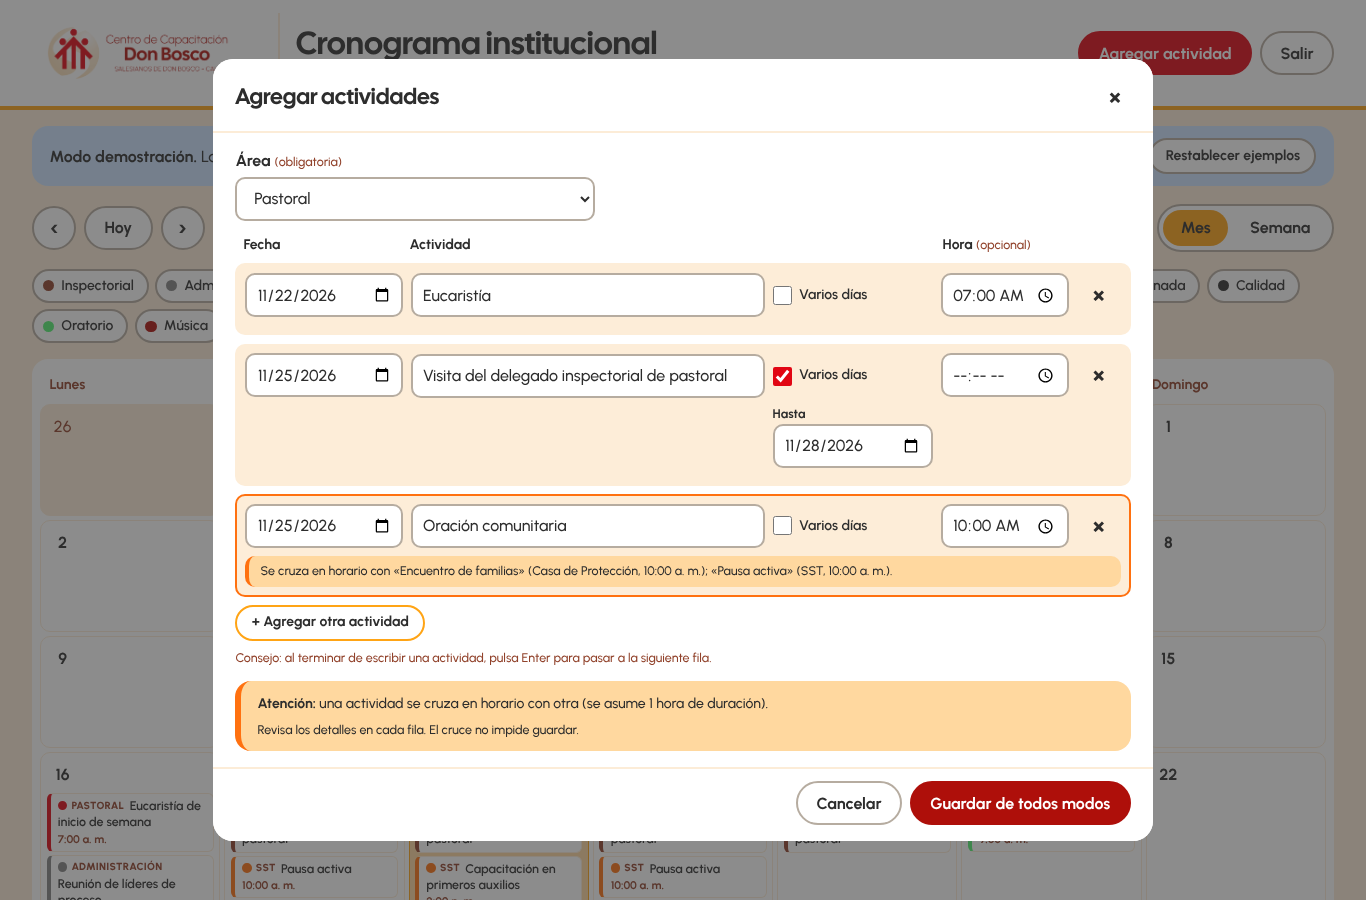 Centro de Capacitación
Don Bosco
Cronograma institucional
Agregar actividad
Salir
Agregar actividades
×
Modo demostración.
Restablecer ejemplos
Área (obligatoria)
Pastoral
‹ Hoy ›
Mes Semana
Fecha Actividad Hora (opcional)
Inspectorial
Calidad
11/22/2026 Eucaristía Varios días 07:00 AM ×
Oratorio Música
11/25/2026 Visita del delegado inspectorial de pastoral Varios días --:-- -- ×
Lunes
Domingo
Hasta
11/28/2026
26
1
11/25/2026 Oración comunitaria Varios días 10:00 AM ×
Se cruza en horario con «Encuentro de familias» (Casa de Protección, 10:00 a. m.); «Pausa activa» (SST, 10:00 a. m.).
2
8
+ Agregar otra actividad
Consejo: al terminar de escribir una actividad, pulsa Enter para pasar a la siguiente fila.
9
15
Atención: una actividad se cruza en horario con otra (se asume 1 hora de duración).
Revisa los detalles en cada fila. El cruce no impide guardar.
16
22
Cancelar Guardar de todos modos
PASTORAL Eucaristía de
inicio de semana
7:00 a. m.
ADMINISTRACIÓN
Reunión de líderes de
proceso
SST Pausa activa
10:00 a. m.
SST Capacitación en
primeros auxilios
SST Pausa activa
10:00 a. m.